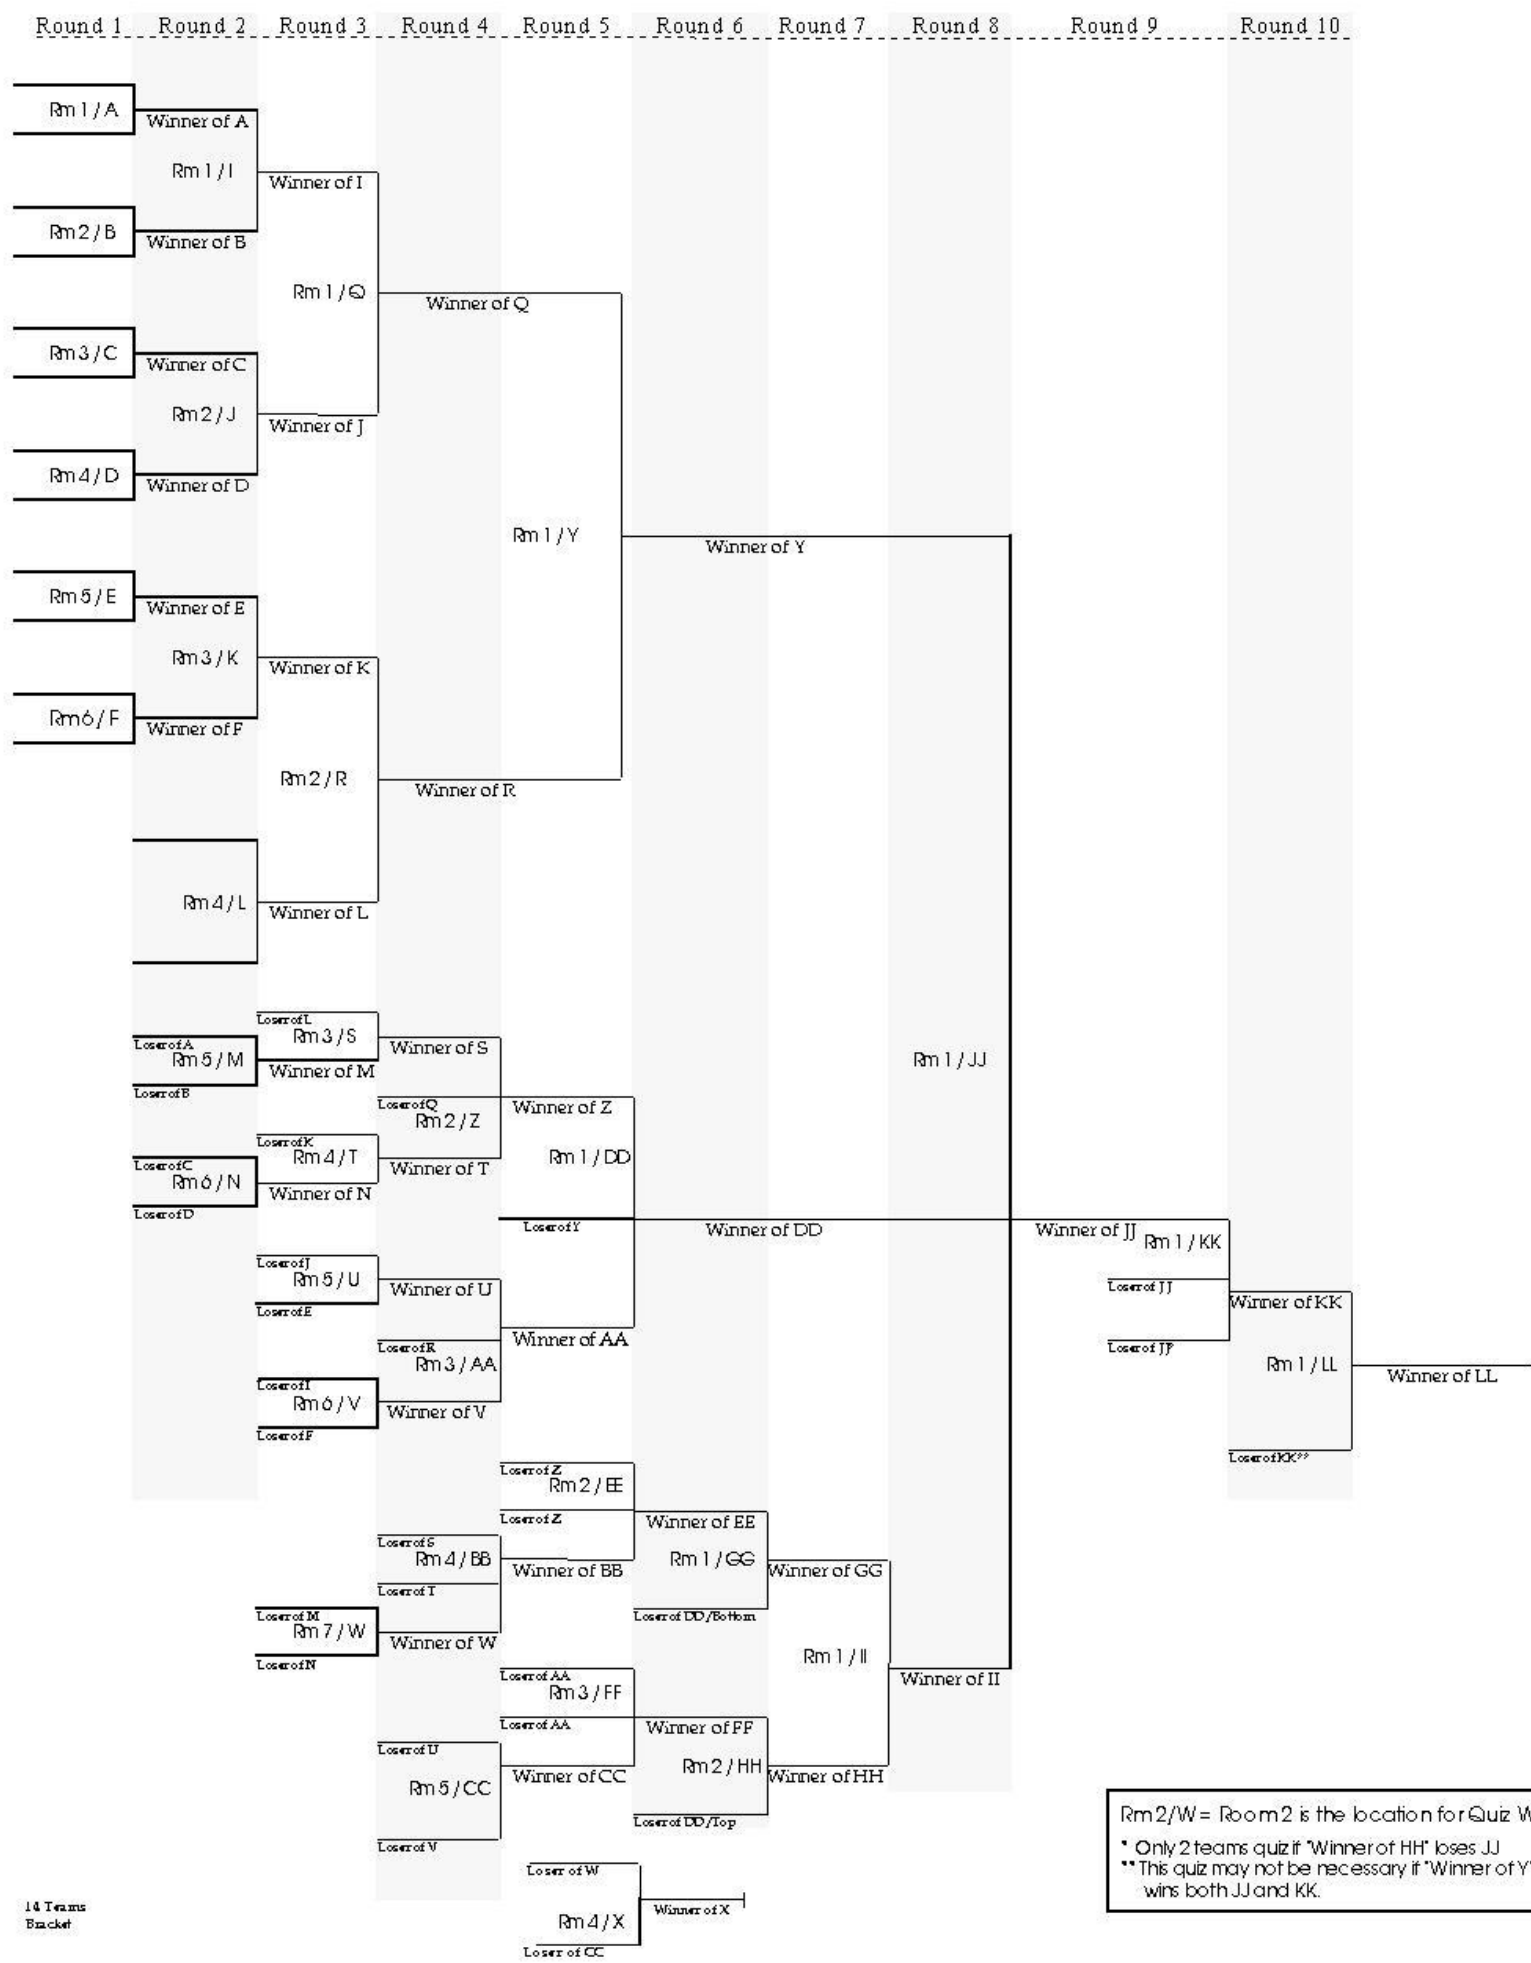 Round 1 Round 2 Round 3 Round 4 Round 5 Round 6 Round 7 Round 8 Round 9 Round 10
Rm 1 / A
Winner of A
Rm 1 / I
Winner of I
Rm 2 / B
Winner of B
Rm 1 / Q
Winner of Q
Rm 3 / C
Winner of C
Rm 2 / J
Winner of J
Rm 4 / D
Winner of D
Rm 1 / Y
Winner of Y
Rm 5 / E
Winner of E
Rm 3 / K
Winner of K
Rm 6 / F
Winner of F
Rm 2 / R
Winner of R
Rm 4 / L
Winner of L
Loser of L
Rm 3 / S
Loser of A
Winner of S
Rm 5 / M
Rm 1 / JJ
Winner of M
Loser of B
Loser of Q
Winner of Z
Rm 2 / Z
Loser of K
Rm 4 / T
Rm 1 / DD
Loser of C
Winner of T
Rm 6 / N
Winner of N
Loser of D
Loser of Y
Winner of DD
Winner of JJ
Rm 1 / KK
Loser of J
Rm 5 / U
Winner of U
Loser of JJ
Loser of E
Winner of KK
Winner of AA
Loser of R
Loser of JJ*
Rm 3 / AA
Rm 1 / LL
Winner of LL
Loser of I
Rm 6 / V
Winner of V
Loser of F
Loser of KK**
Loser of Z
Rm 2 / EE
Loser of Z
Winner of EE
Loser of S
Rm 4 / BB
Rm 1 / GG
Winner of BB
Winner of GG
Loser of T
Loser of M
Loser of DD/Bottom
Rm 7 / W
Winner of W
Loser of N
Rm 1 / II
Loser of AA
Winner of II
Rm 3 / FF
Loser of AA
Winner of FF
Loser of U
Rm 2 / HH
Winner of CC
Winner of HH
Rm 5 / CC
Loser of DD/Top
Loser of V
Loser of W
Winner of X
Rm 4 / X
Loser of CC
Rm 2/W = Room 2 is the location for Quiz W
* Only 2 teams quiz if "Winner of HH" loses JJ
** This quiz may not be necessary if "Winner of Y"
wins both JJ and KK.
14 Teams
Bracket